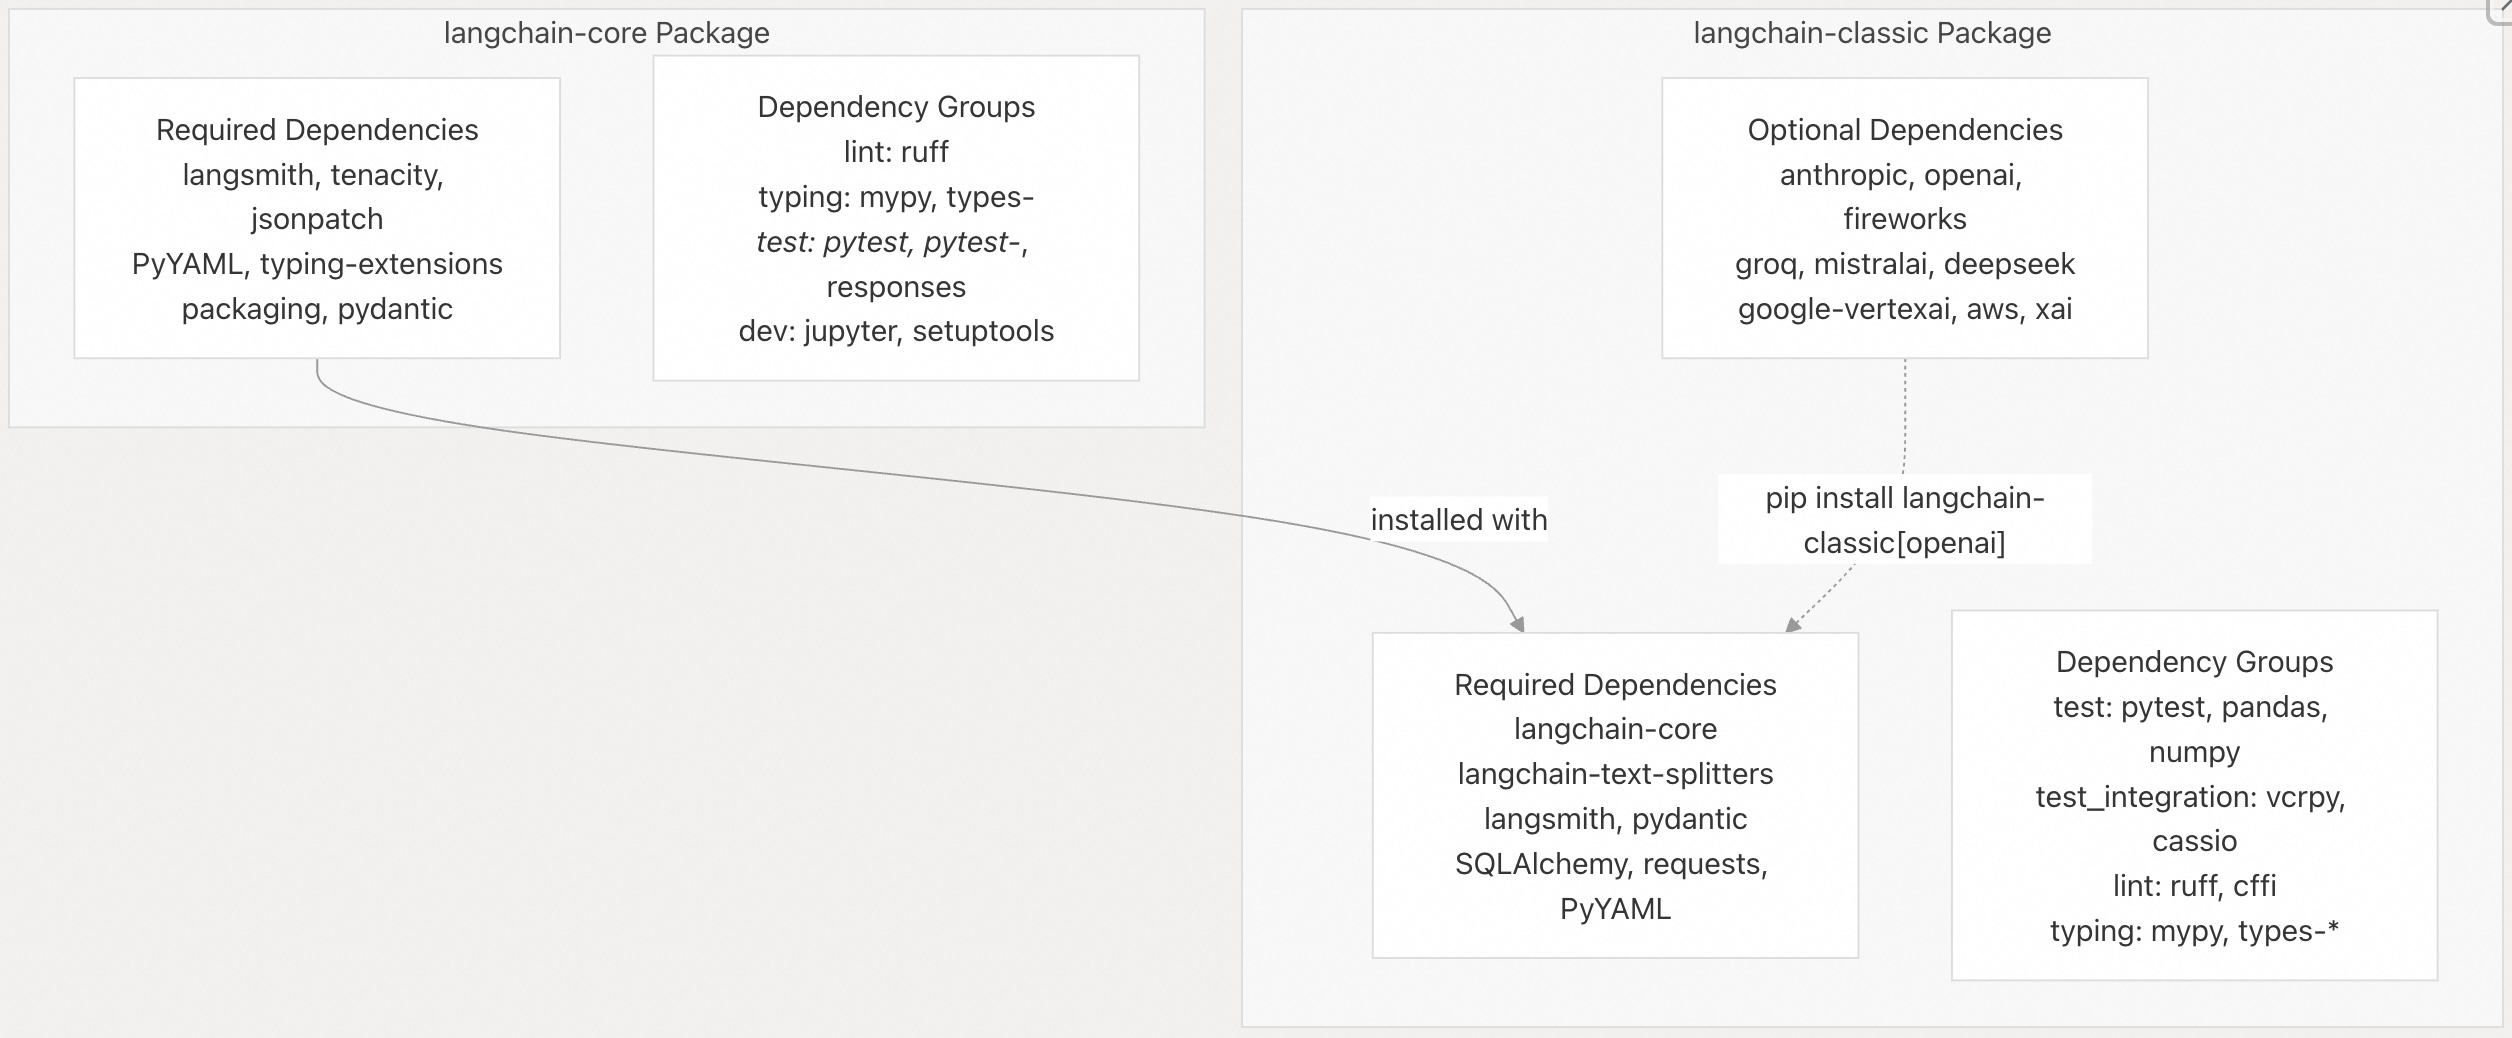 langchain-core Package
Required Dependencies
langsmith, tenacity,
jsonpatch
PyYAML, typing-extensions
packaging, pydantic
Dependency Groups
lint: ruff
typing: mypy, types-
test: pytest, pytest-,
responses
dev: jupyter, setuptools
langchain-classic Package
Optional Dependencies
anthropic, openai,
fireworks
groq, mistralai, deepseek
google-vertexai, aws, xai
installed with
pip install langchain-
classic[openai]
Required Dependencies
langchain-core
langchain-text-splitters
langsmith, pydantic
SQLAlchemy, requests,
PyYAML
Dependency Groups
test: pytest, pandas,
numpy
test_integration: vcrpy,
cassio
lint: ruff, cffi
typing: mypy, types-*